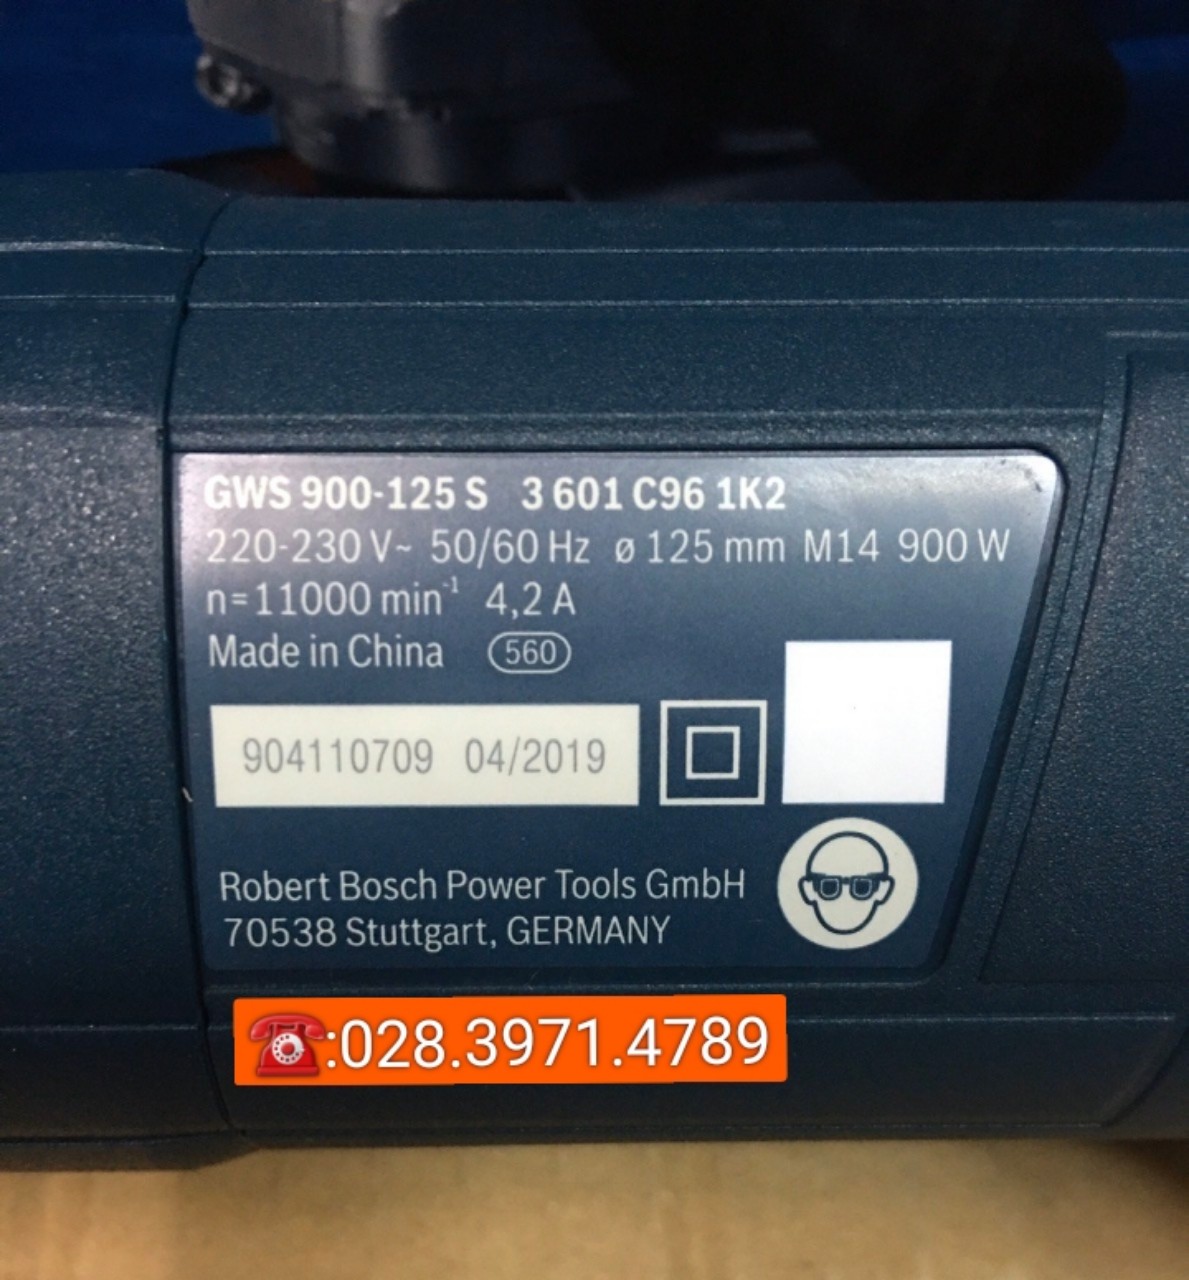 GWS 900-125 S 3 601 C96 1K2
220-230 V~ 50/60 Hz ø 125 mm M14 900 W
n=11000 min⁻¹ 4,2 A
Made in China 560
904110709 04/2019
Robert Bosch Power Tools GmbH
70538 Stuttgart, GERMANY
☎️:028.3971.4789